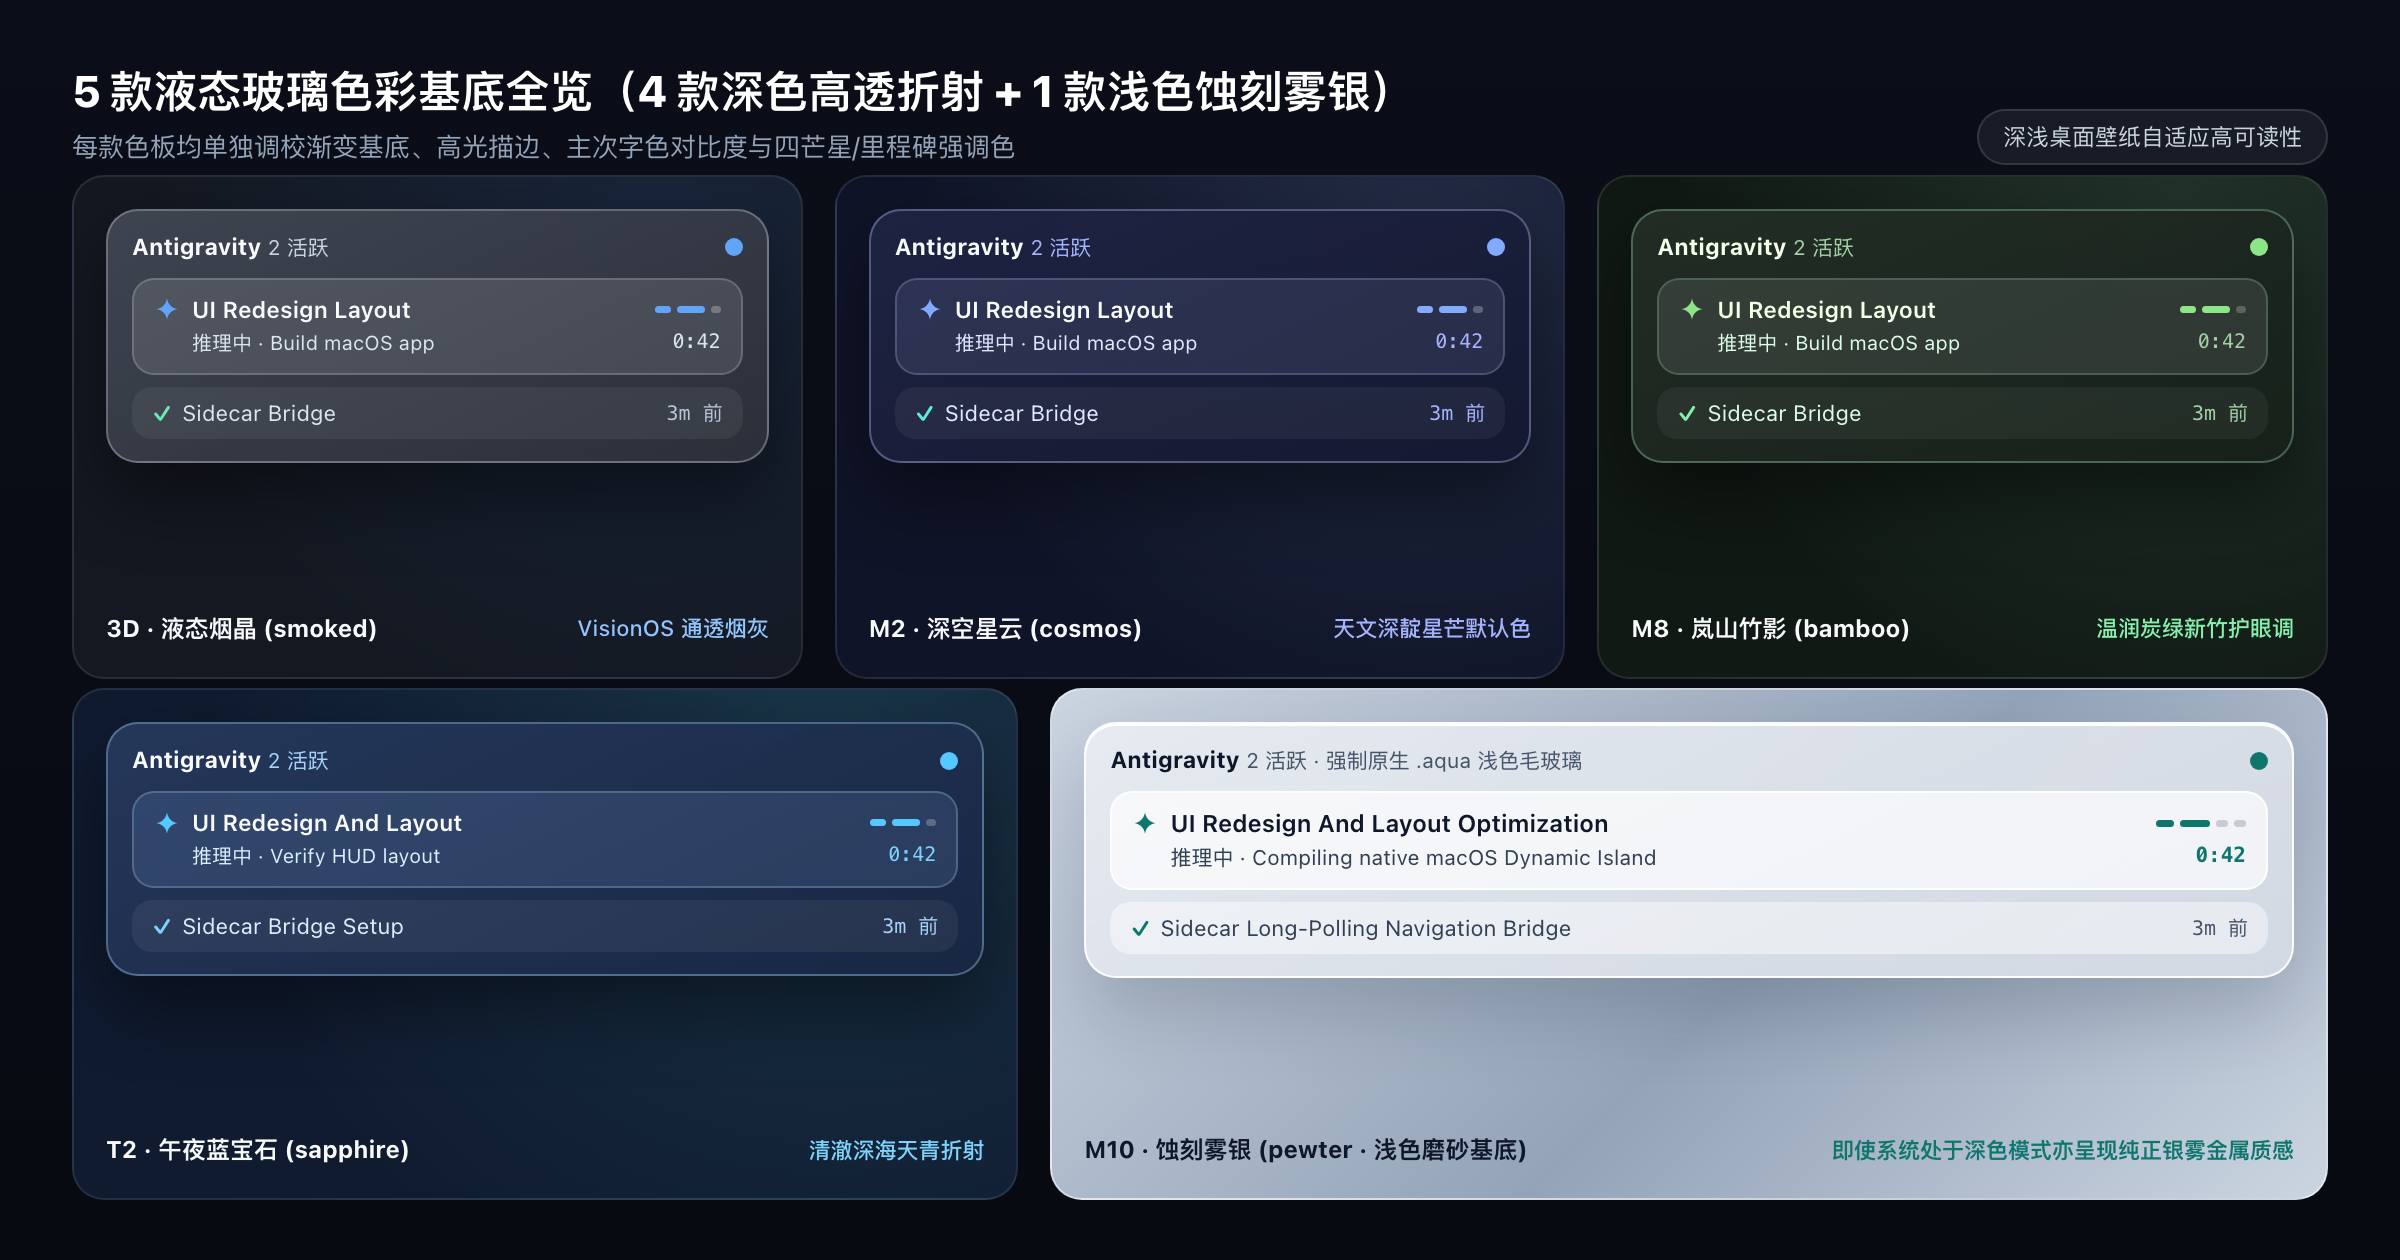 5 款液态玻璃色彩基底全览（4 款深色高透折射 + 1 款浅色蚀刻雾银）
每款色板均单独调校渐变基底、高光描边、主次字色对比度与四芒星/里程碑强调色
深浅桌面壁纸自适应高可读性
Antigravity 2 活跃
UI Redesign Layout
推理中 · Build macOS app
0:42
Sidecar Bridge
3m 前
3D · 液态烟晶 (smoked)
VisionOS 通透烟灰
Antigravity 2 活跃
UI Redesign Layout
推理中 · Build macOS app
0:42
Sidecar Bridge
3m 前
M2 · 深空星云 (cosmos)
天文深靛星芒默认色
Antigravity 2 活跃
UI Redesign Layout
推理中 · Build macOS app
0:42
Sidecar Bridge
3m 前
M8 · 岚山竹影 (bamboo)
温润炭绿新竹护眼调
Antigravity 2 活跃
UI Redesign And Layout
推理中 · Verify HUD layout
0:42
Sidecar Bridge Setup
3m 前
T2 · 午夜蓝宝石 (sapphire)
清澈深海天青折射
Antigravity 2 活跃 · 强制原生 .aqua 浅色毛玻璃
UI Redesign And Layout Optimization
推理中 · Compiling native macOS Dynamic Island
0:42
Sidecar Long-Polling Navigation Bridge
3m 前
M10 · 蚀刻雾银 (pewter · 浅色磨砂基底)
即使系统处于深色模式亦呈现纯正银雾金属质感